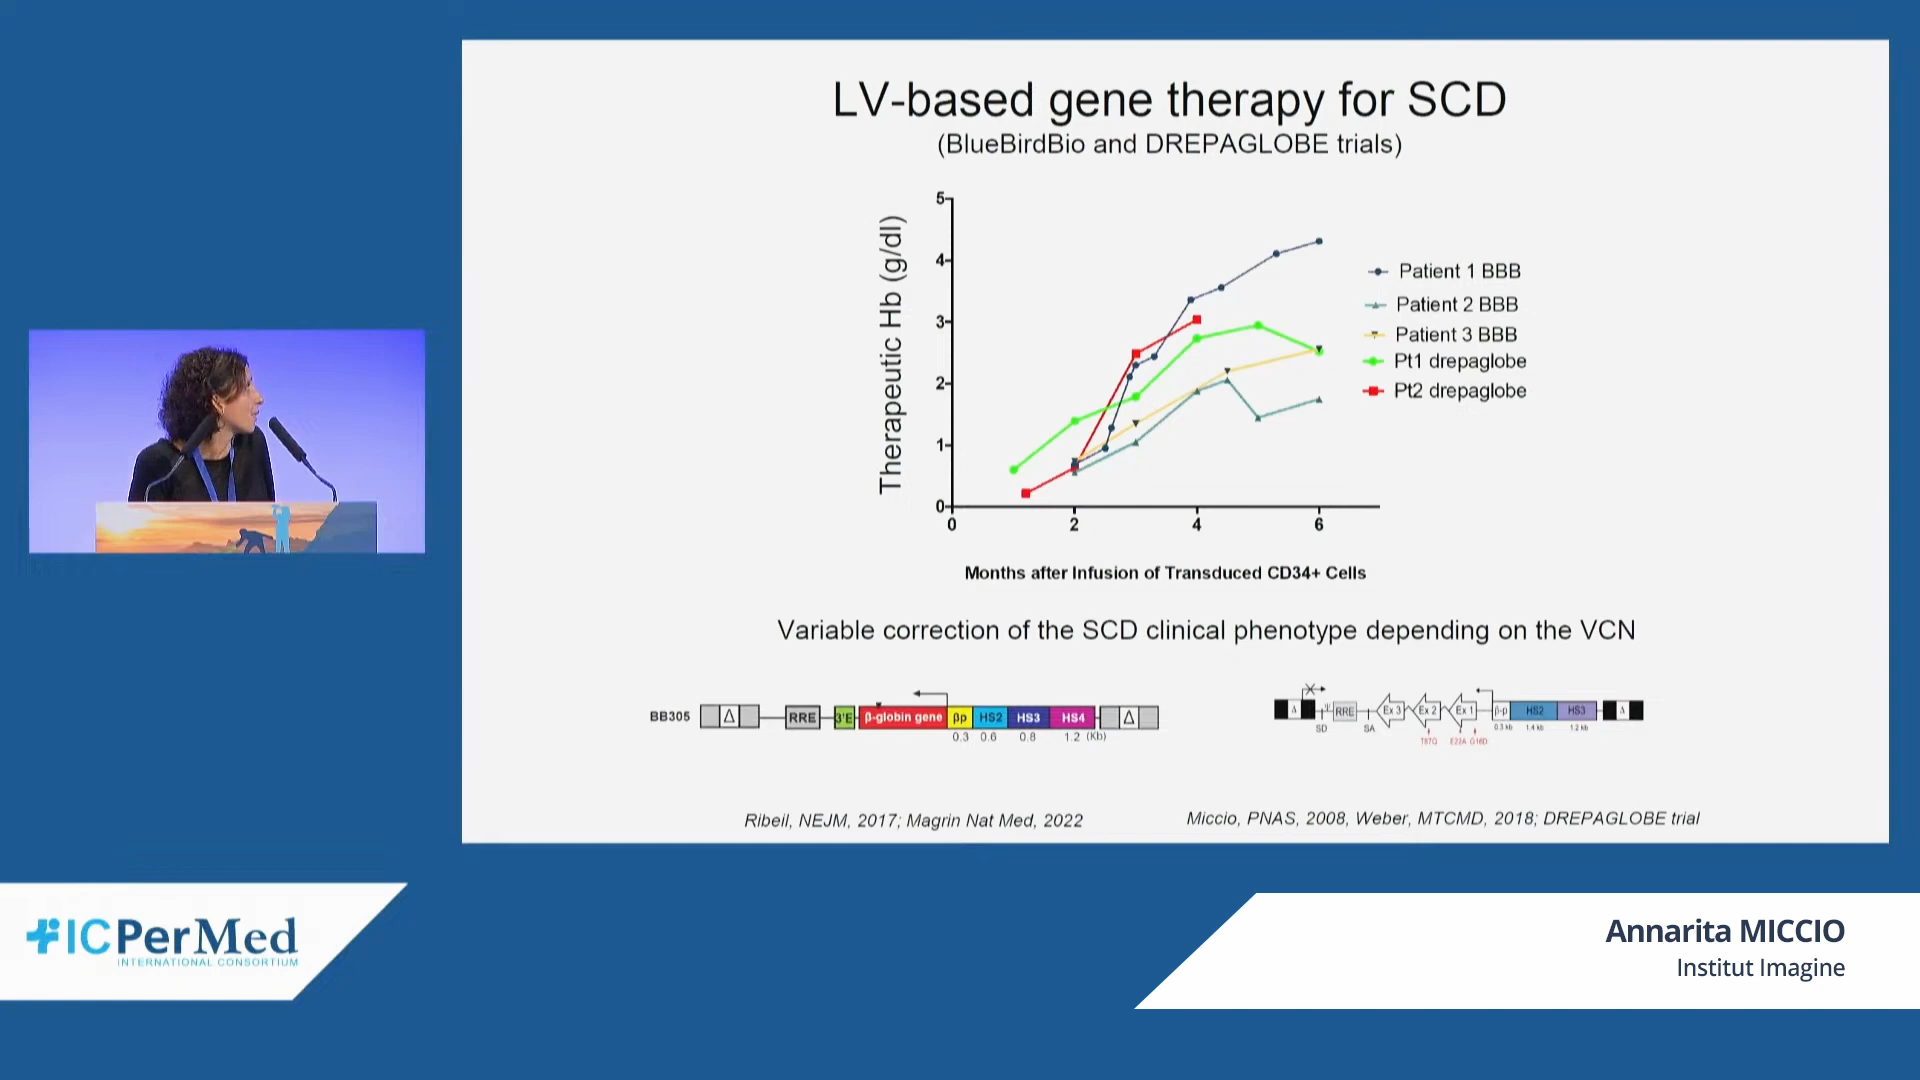 LV-based gene therapy for SCD
(BlueBirdBio and DREPAGLOBE trials)
Therapeutic Hb (g/dl)
5
4
3
2
1
0
0 2 4 6
Months after Infusion of Transduced CD34+ Cells
Patient 1 BBB
Patient 2 BBB
Patient 3 BBB
Pt1 drepaglobe
Pt2 drepaglobe
Variable correction of the SCD clinical phenotype depending on the VCN
BB305 Δ RRE 3'E β-globin gene βp HS2 HS3 HS4 Δ
0.3 0.6 0.8 1.2 (Kb)
Δ Ψ RRE Ex 3 Ex 2 Ex 1 β-p HS2 HS3 Δ
SD SA 0.3 kb 1.4 kb 1.2 kb
T87Q E22A G16D
Ribeil, NEJM, 2017; Magrin Nat Med, 2022
Miccio, PNAS, 2008, Weber, MTCMD, 2018; DREPAGLOBE trial
ICPerMed
INTERNATIONAL CONSORTIUM
Annarita MICCIO
Institut Imagine